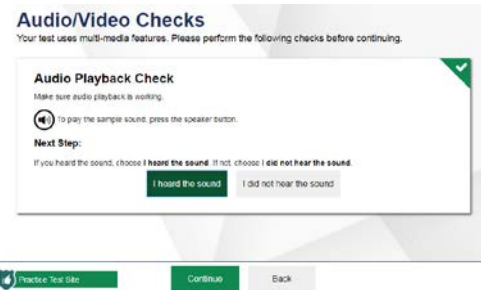 Audio/Video Checks
Your test uses multi-media features. Please perform the following checks before continuing.
Audio Playback Check
Make sure audio playback is working.
To play the sample sound, press the speaker button.
Next Step:
If you heard the sound, choose I heard the sound. If not, choose I did not hear the sound.
I heard the sound
I did not hear the sound
Practice Test Site
Continue
Back